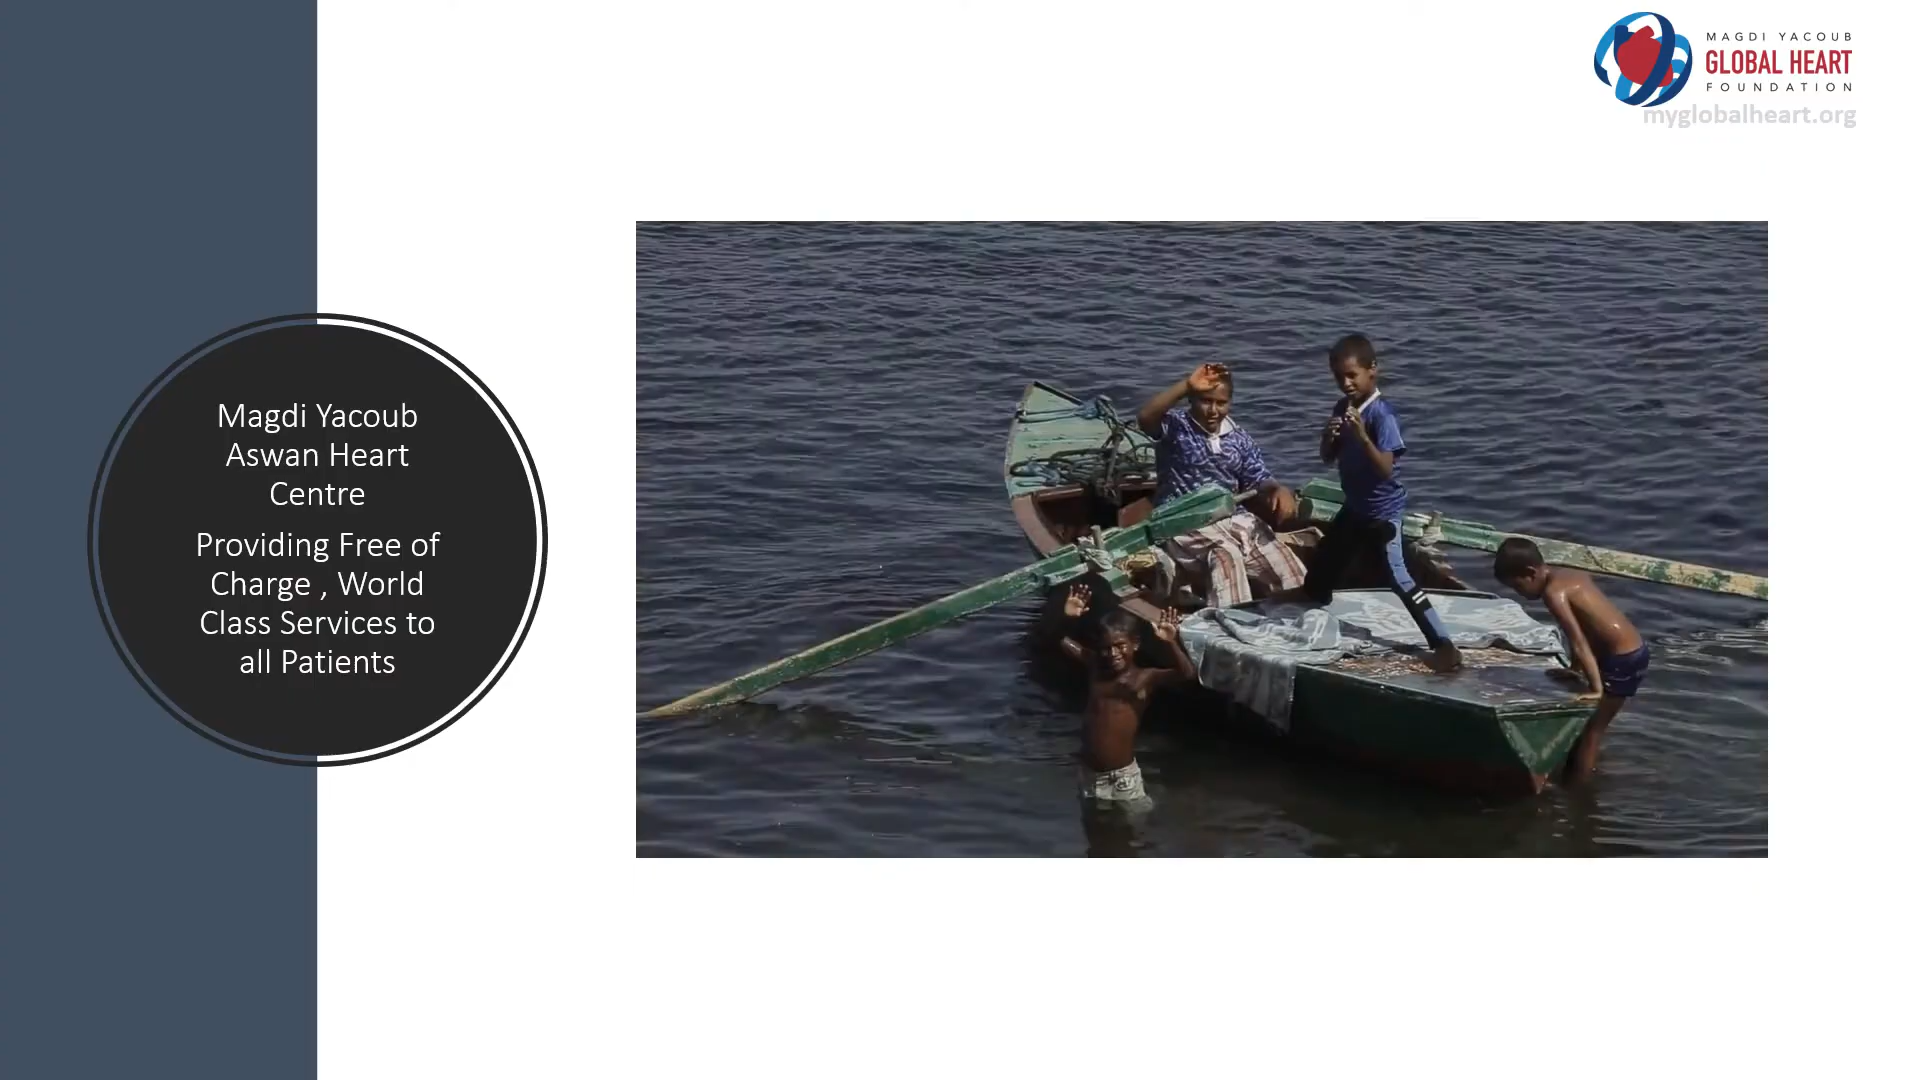 MAGDI YACOUB
GLOBAL HEART
FOUNDATION
myglobalheart.org
Magdi Yacoub
Aswan Heart
Centre
Providing Free of
Charge , World
Class Services to
all Patients